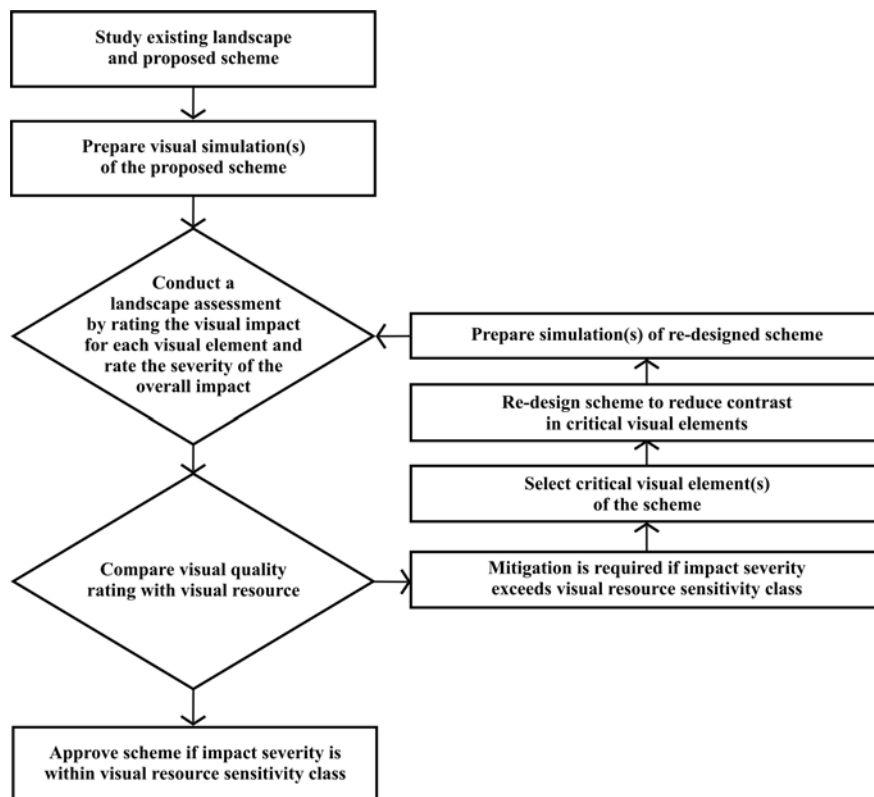 Study existing landscape
and proposed scheme
Prepare visual simulation(s)
of the proposed scheme
Conduct a
landscape assessment
by rating the visual impact
for each visual element and
rate the severity of the
overall impact
Compare visual quality
rating with visual resource
Approve scheme if impact severity is
within visual resource sensitivity class
Mitigation is required if impact severity
exceeds visual resource sensitivity class
Select critical visual element(s)
of the scheme
Re-design scheme to reduce contrast
in critical visual elements
Prepare simulation(s) of re-designed scheme